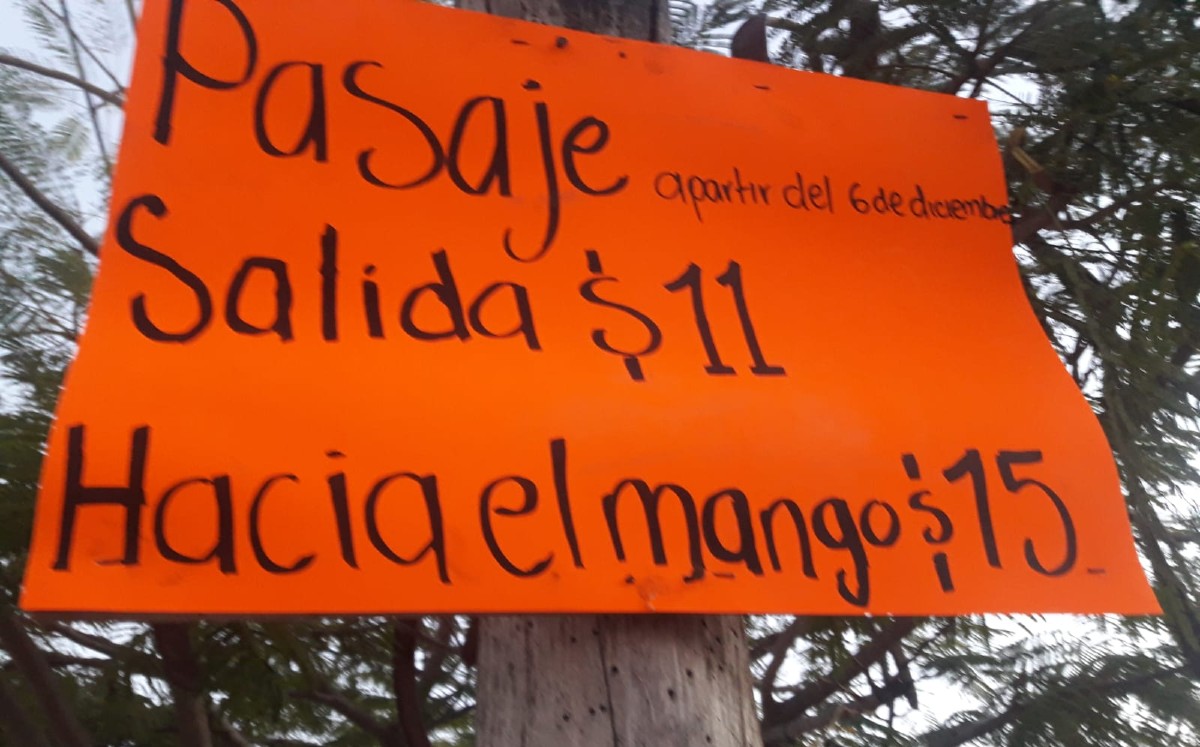 Pasaje apartir del 6 de diciembre
Salida $11
Hacia el mango $15